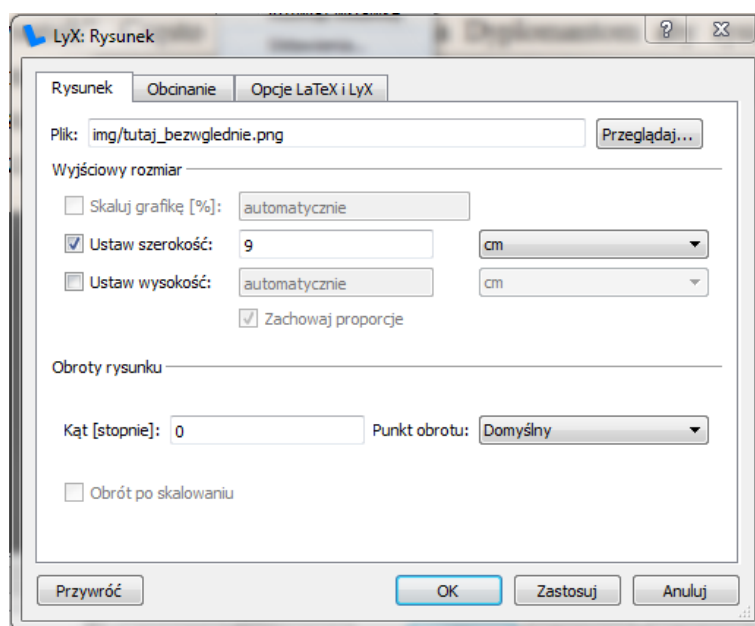 Często Dyplomantom
LyX: Rysunek
Rysunek Obcinanie Opcje LaTeX i LyX
Plik: img/tutaj_bezwglednie.png Przeglądaj...
Wyjściowy rozmiar
Skaluj grafikę [%]: automatycznie
Ustaw szerokość: 9 cm
Ustaw wysokość: automatycznie cm
Zachowaj proporcje
Obroty rysunku
Kąt [stopnie]: 0 Punkt obrotu: Domyślny
Obrót po skalowaniu
Przywróć OK Zastosuj Anuluj